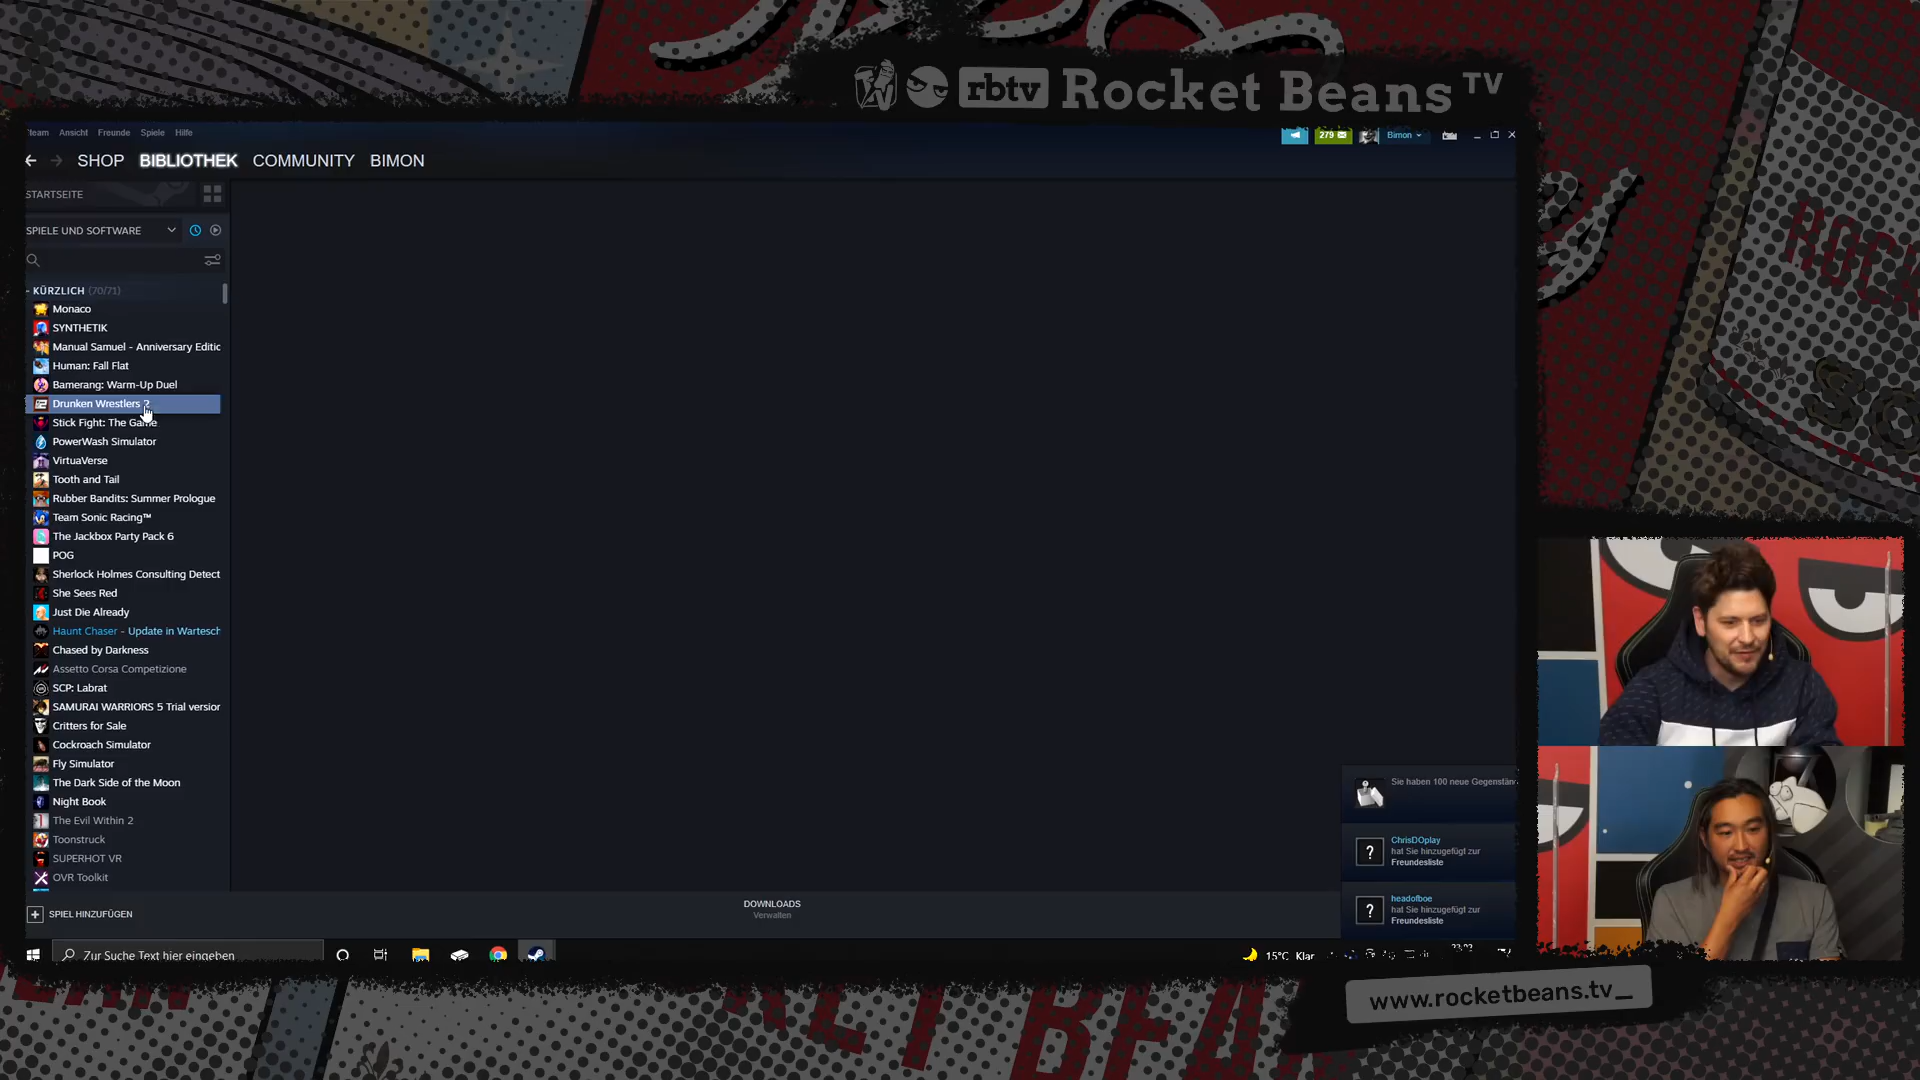 rbtv Rocket Beans TV
Ansicht Freunde Spiele Hilfe
279
Bimon
SHOP BIBLIOTHEK COMMUNITY BIMON
STARTSEITE
SPIELE UND SOFTWARE
- KÜRZLICH (70/71)
Monaco
SYNTHETIK
Manual Samuel - Anniversary Editic
Human: Fall Flat
Bamerang: Warm-Up Duel
Drunken Wrestlers 2
Stick Fight: The Game
PowerWash Simulator
VirtuaVerse
Tooth and Tail
Rubber Bandits: Summer Prologue
Team Sonic Racing™
The Jackbox Party Pack 6
POG
Sherlock Holmes Consulting Detect
She Sees Red
Just Die Already
Haunt Chaser - Update in Wartesch
Chased by Darkness
Assetto Corsa Competizione
SCP: Labrat
SAMURAI WARRIORS 5 Trial version
Critters for Sale
Cockroach Simulator
Fly Simulator
The Dark Side of the Moon
Night Book
The Evil Within 2
Toonstruck
SUPERHOT VR
OVR Toolkit
SPIEL HINZUFÜGEN
DOWNLOADS
Verwalten
Sie haben 100 neue Gegenstän
ChrisDOplay
hat Sie hinzugefügt zur
Freundesliste
headofboe
hat Sie hinzugefügt zur
Freundesliste
Zur Suche Text hier eingeben
15°C Klar
www.rocketbeans.tv_